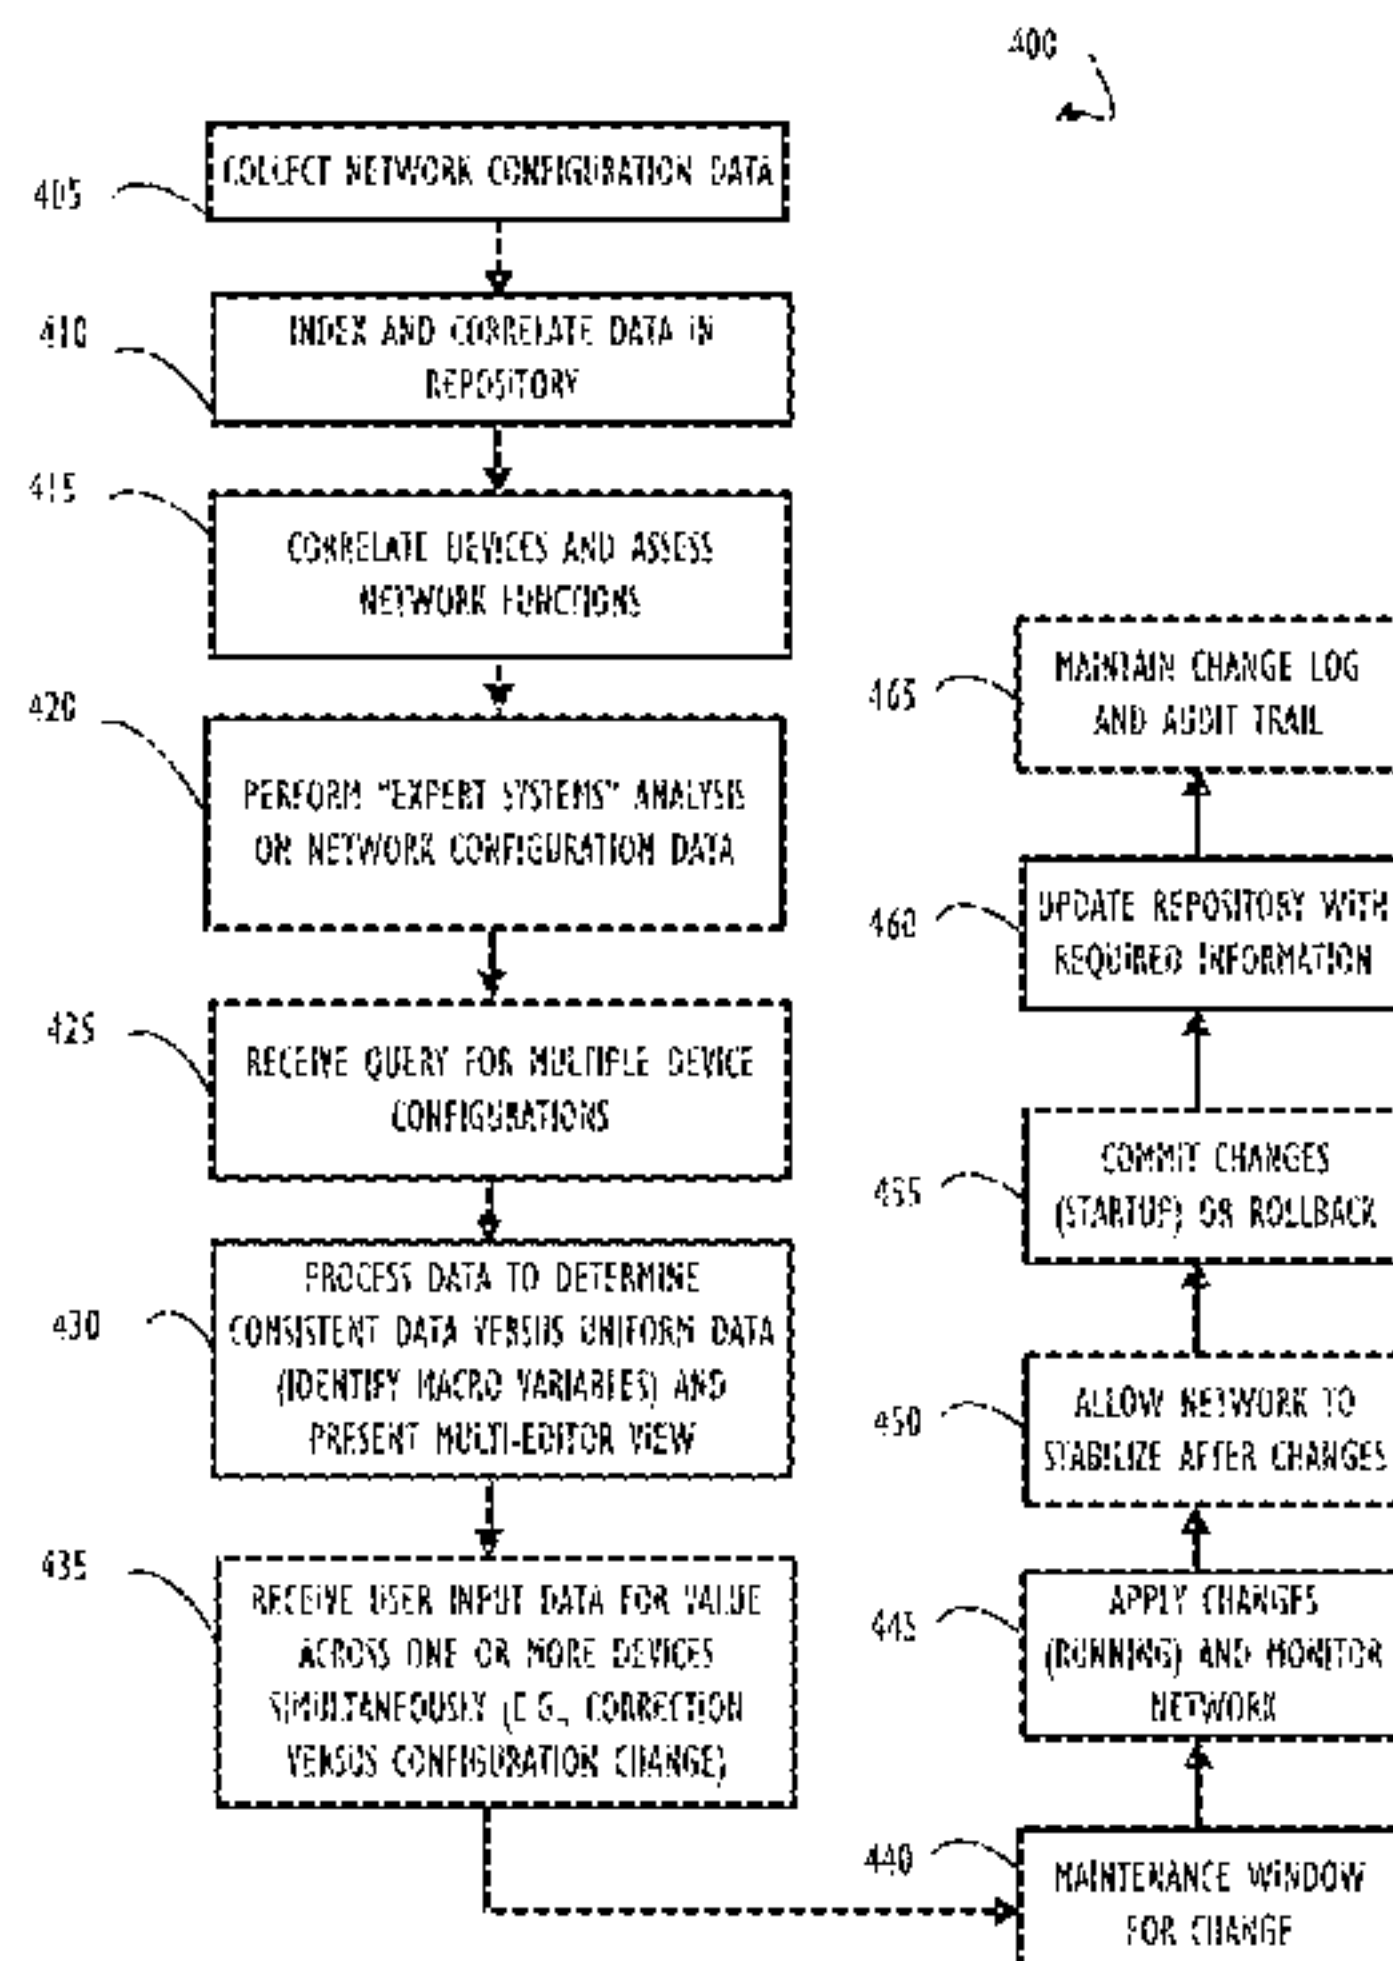 400
405
COLLECT NETWORK CONFIGURATION DATA
410
INDEX AND CORRELATE DATA IN
REPOSITORY
415
CORRELATE DEVICES AND ASSESS
NETWORK FUNCTIONS
420
PERFORM "EXPERT SYSTEMS" ANALYSIS
ON NETWORK CONFIGURATION DATA
425
RECEIVE QUERY FOR MULTIPLE DEVICE
CONFIGURATIONS
430
PROCESS DATA TO DETERMINE
CONSISTENT DATA VERSUS UNIFORM DATA
(IDENTIFY MACRO VARIABLES) AND
PRESENT MULTI-EDITOR VIEW
435
RECEIVE USER INPUT DATA FOR VALUE
ACROSS ONE OR MORE DEVICES
SIMULTANEOUSLY (E.G., CORRECTION
VERSUS CONFIGURATION CHANGE)
465
MAINTAIN CHANGE LOG
AND AUDIT TRAIL
460
UPDATE REPOSITORY WITH
REQUIRED INFORMATION
455
COMMIT CHANGES
(STARTUP) OR ROLLBACK
450
ALLOW NETWORK TO
STABILIZE AFTER CHANGES
445
APPLY CHANGES
(RUNNING) AND MONITOR
NETWORK
440
MAINTENANCE WINDOW
FOR CHANGE